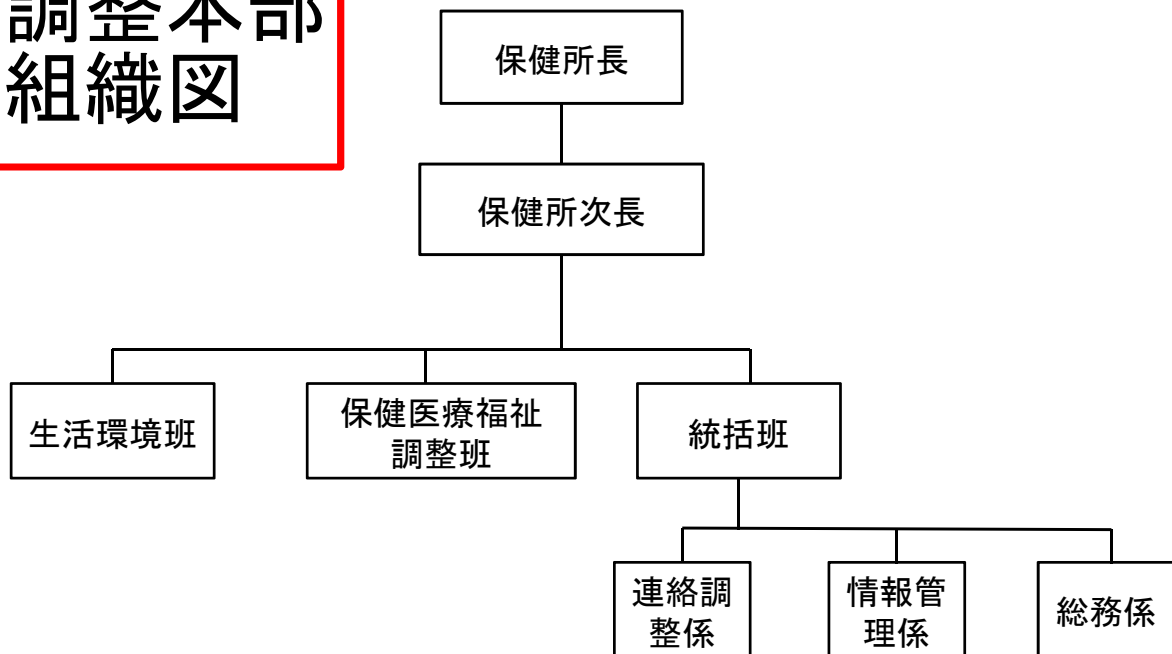 調整本部
組織図
保健所長
保健所次長
生活環境班
保健医療福祉
調整班
統括班
連絡調
整係
情報管
理係
総務係